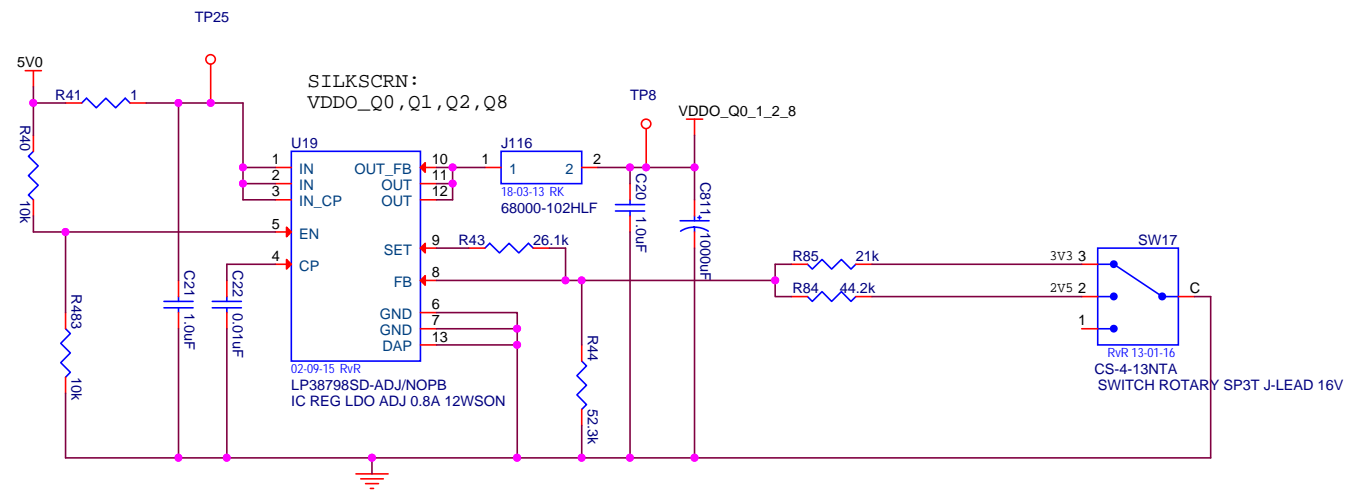 TP25
5V0
R41 1
SILKSCRN:
VDDO_Q0,Q1,Q2,Q8
TP8
VDDO_Q0_1_2_8
R40
10k
U19
1 IN
2 IN
3 IN_CP
5 EN
4 CP
OUT_FB 10
OUT 11
OUT 12
SET 9
FB 8
GND 6
GND 7
DAP 13
02-09-15 RvR
LP38798SD-ADJ/NOPB
IC REG LDO ADJ 0.8A 12WSON
J116
1 1 2 2
18-03-13 RK
68000-102HLF
C20
1.0uF
C811
+
1000uF
R43 26.1k
R85 21k
R84 44.2k
R44
52.3k
C21
1.0uF
C22
0.01uF
R483
10k
SW17
3V3 3
2V5 2
1
C
RvR 13-01-16
CS-4-13NTA
SWITCH ROTARY SP3T J-LEAD 16V